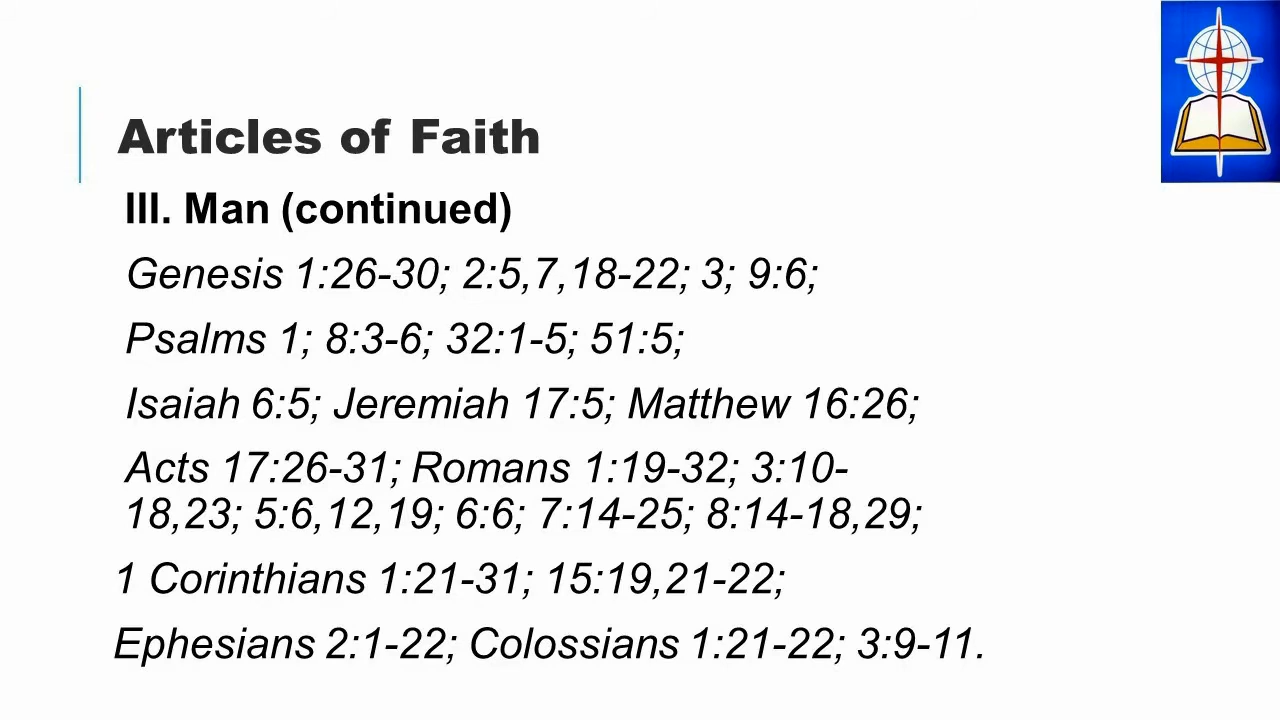 Articles of Faith
III. Man (continued)
Genesis 1:26-30; 2:5,7,18-22; 3; 9:6;
Psalms 1; 8:3-6; 32:1-5; 51:5;
Isaiah 6:5; Jeremiah 17:5; Matthew 16:26;
Acts 17:26-31; Romans 1:19-32; 3:10-
18,23; 5:6,12,19; 6:6; 7:14-25; 8:14-18,29;
1 Corinthians 1:21-31; 15:19,21-22;
Ephesians 2:1-22; Colossians 1:21-22; 3:9-11.